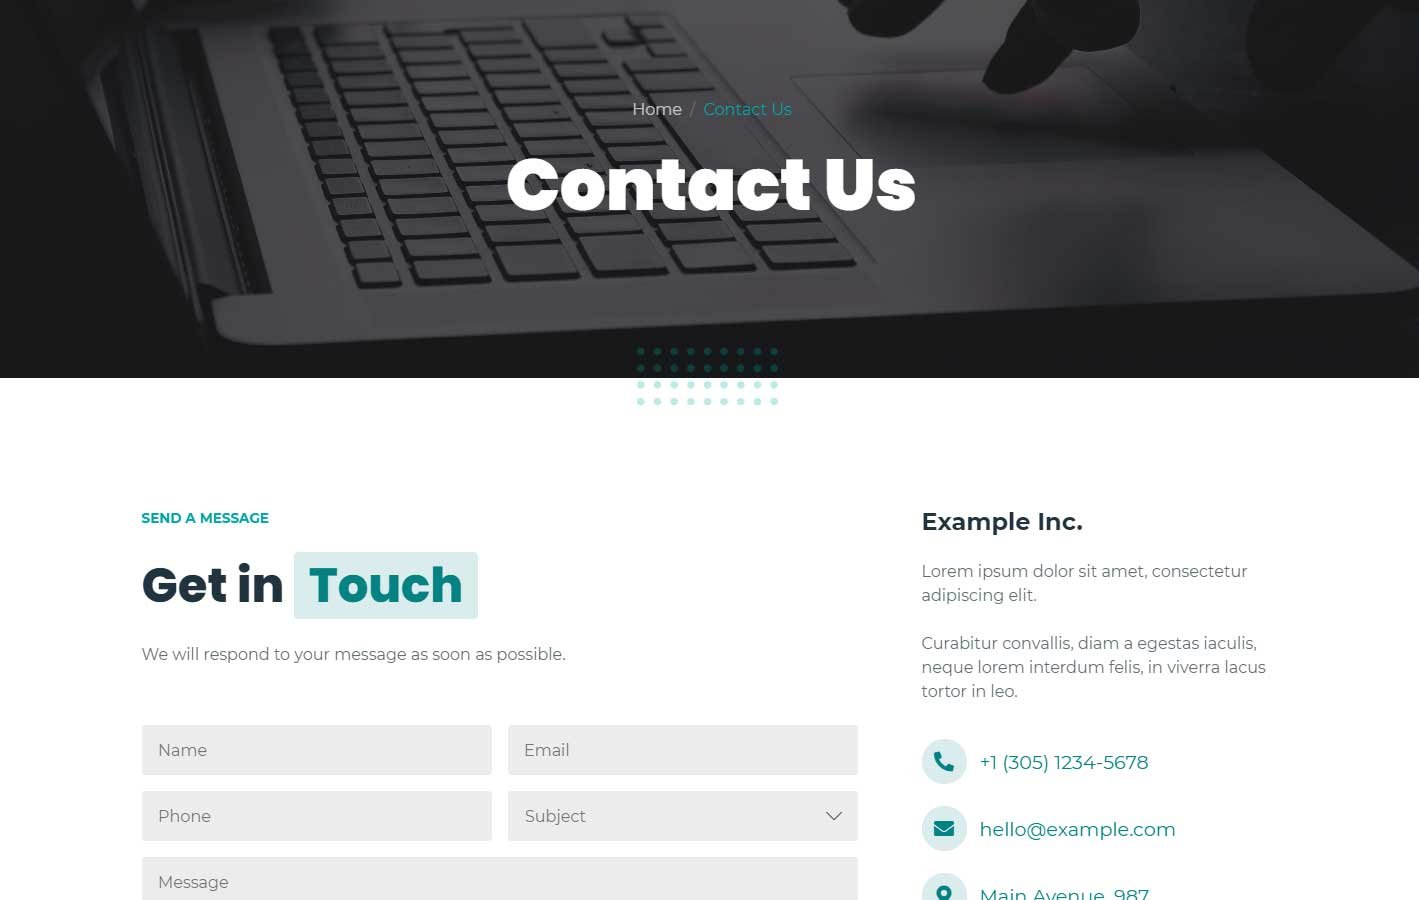 Home / Contact Us
Contact Us
SEND A MESSAGE
Get in Touch
We will respond to your message as soon as possible.
Name
Email
Phone
Subject
Message
Example Inc.
Lorem ipsum dolor sit amet, consectetur
adipiscing elit.
Curabitur convallis, diam a egestas iaculis,
neque lorem interdum felis, in viverra lacus
tortor in leo.
+1 (305) 1234-5678
hello@example.com
Main Avenue, 987